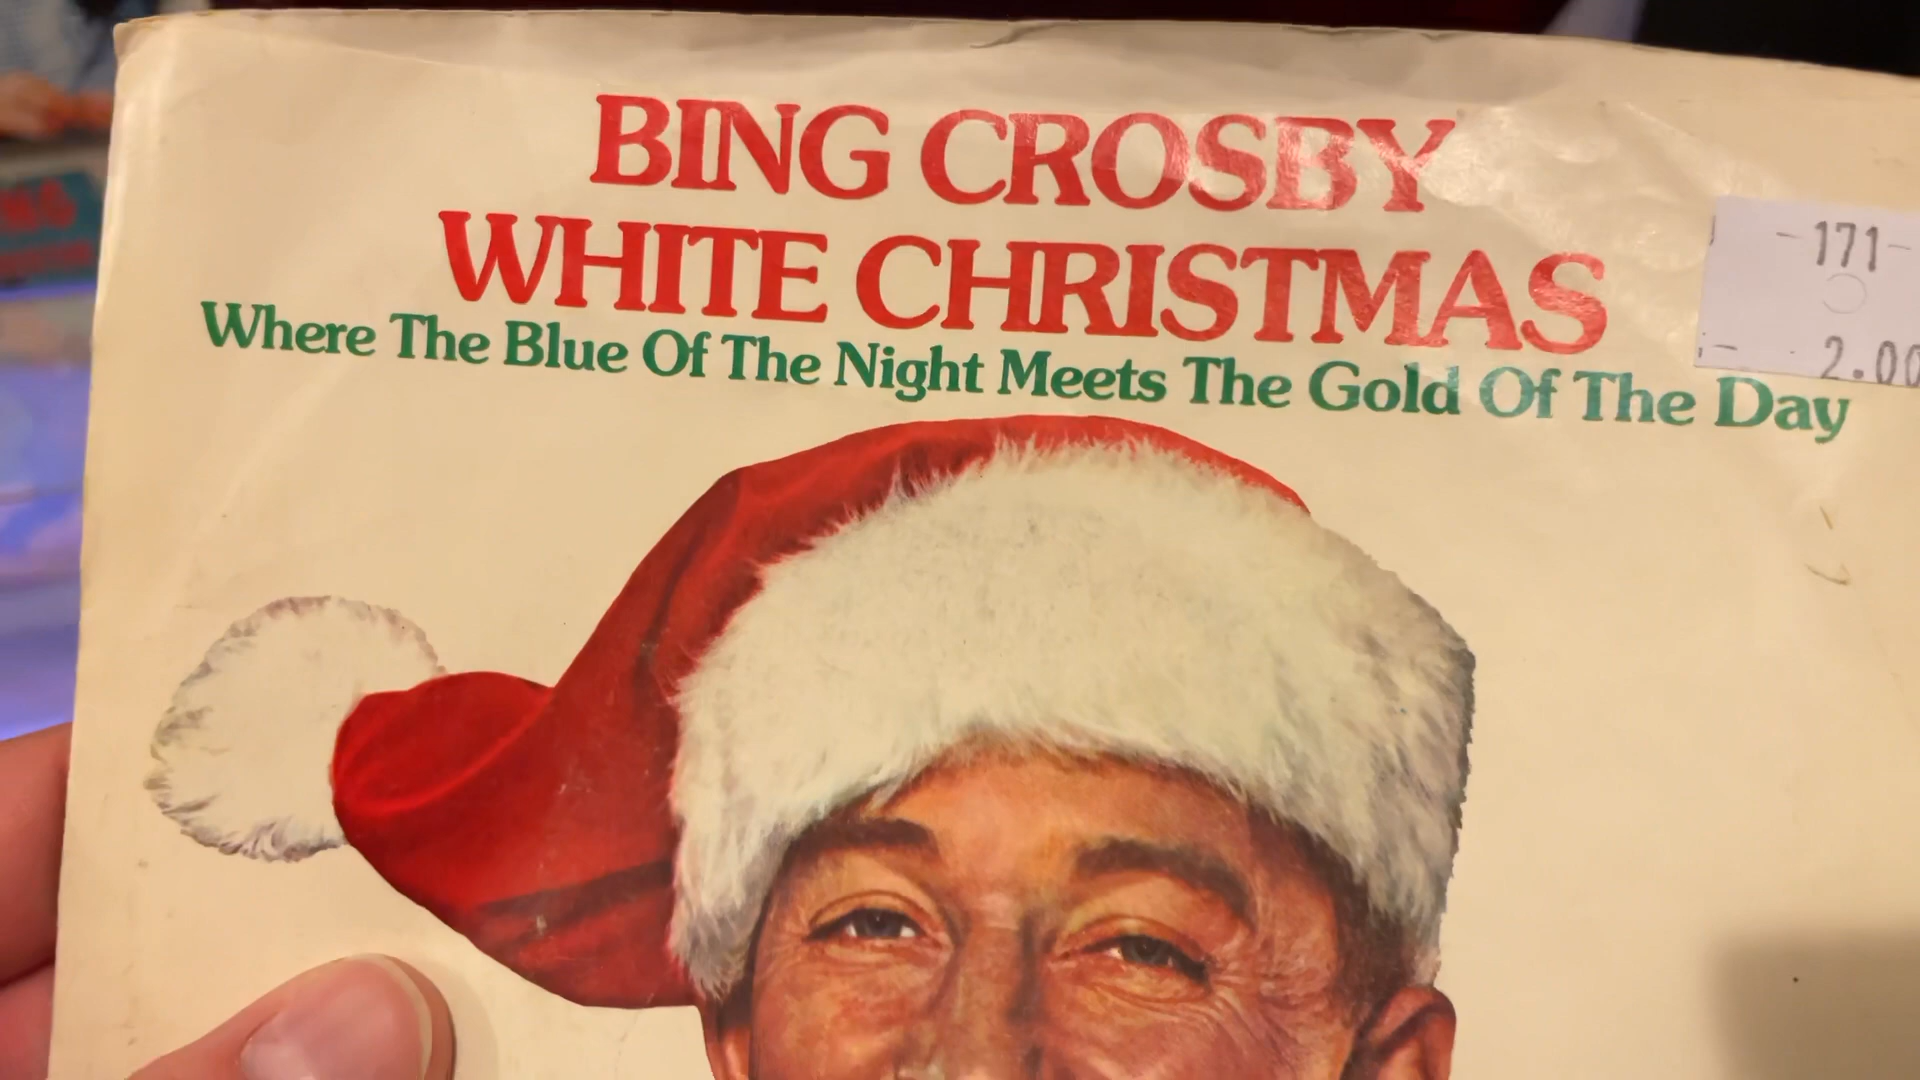 BING CROSBY
WHITE CHRISTMAS
Where The Blue Of The Night Meets The Gold Of The Day
-171-
2.00